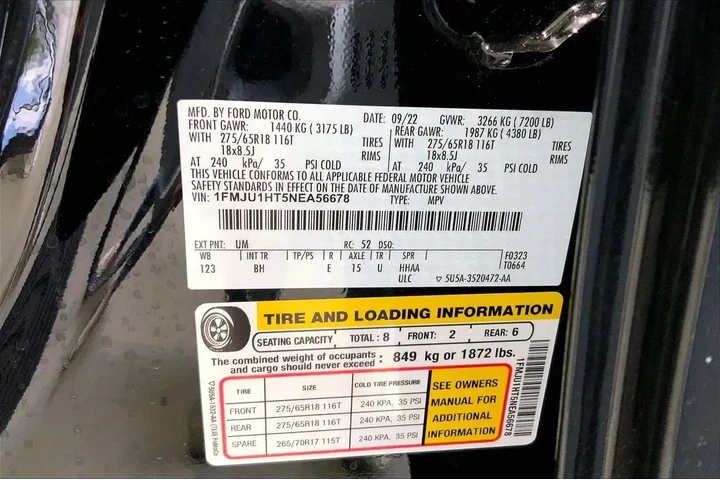 MFD. BY FORD MOTOR CO. DATE: 09/22 GVWR: 3266 KG ( 7200 LB)
FRONT GAWR: 1440 KG ( 3175 LB) REAR GAWR: 1987 KG ( 4380 LB)
WITH 275/65R18 116T TIRES WITH 275/65R18 116T TIRES
18x8.5J RIMS 18x8.5J RIMS
AT 240 kPa/ 35 PSI COLD AT 240 kPa/ 35 PSI COLD
THIS VEHICLE CONFORMS TO ALL APPLICABLE FEDERAL MOTOR VEHICLE
SAFETY STANDARDS IN EFFECT ON THE DATE OF MANUFACTURE SHOWN ABOVE.
VIN: 1FMJU1HT5NEA56678 TYPE: MPV
EXT PNT: UM RC: 52 DSO:
WB INT TR TP/PS R AXLE TR SPR F0323
123 BH E 15 U HHAA T0664
ULC ▽ 5U5A-3520472-AA
TIRE AND LOADING INFORMATION
SEATING CAPACITY TOTAL: 8 FRONT: 2 REAR: 6
The combined weight of occupants
and cargo should never exceed : 849 kg or 1872 lbs.
TIRE SIZE COLD TIRE PRESSURE
FRONT 275/65R18 116T 240 KPA, 35 PSI
REAR 275/65R18 116T 240 KPA, 35 PSI
SPARE 265/70R17 115T 240 KPA, 35 PSI
SEE OWNERS
MANUAL FOR
ADDITIONAL
INFORMATION
1FMJU1HT5NEA56678